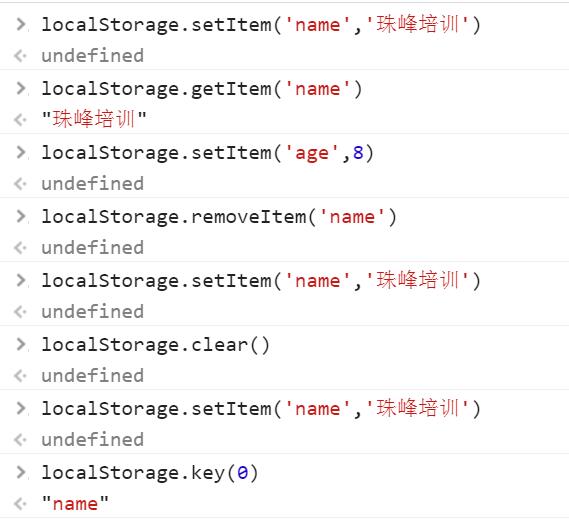 localStorage.setItem('name','珠峰培训')
undefined
localStorage.getItem('name')
"珠峰培训"
localStorage.setItem('age',8)
undefined
localStorage.removeItem('name')
undefined
localStorage.setItem('name','珠峰培训')
undefined
localStorage.clear()
undefined
localStorage.setItem('name','珠峰培训')
undefined
localStorage.key(0)
"name"